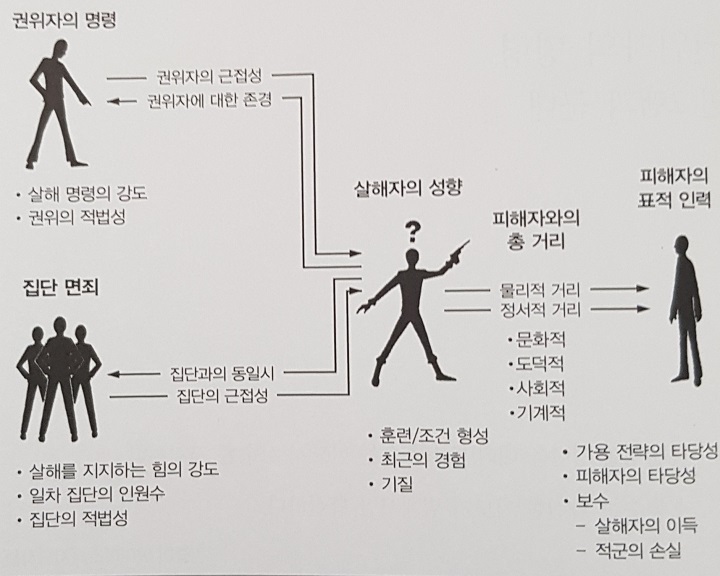 권위자의 명령
권위자의 근접성
권위자에 대한 존경
• 살해 명령의 강도
• 권위의 적법성
집단 면죄
집단과의 동일시
집단의 근접성
• 살해를 지지하는 힘의 강도
• 일차 집단의 인원수
• 집단의 적법성
살해자의 성향
?
• 훈련/조건 형성
• 최근의 경험
• 기질
피해자와의
총 거리
물리적 거리
정서적 거리
•문화적
•도덕적
•사회적
•기계적
피해자의
표적 인력
• 가용 전략의 타당성
• 피해자의 타당성
• 보수
– 살해자의 이득
– 적군의 손실